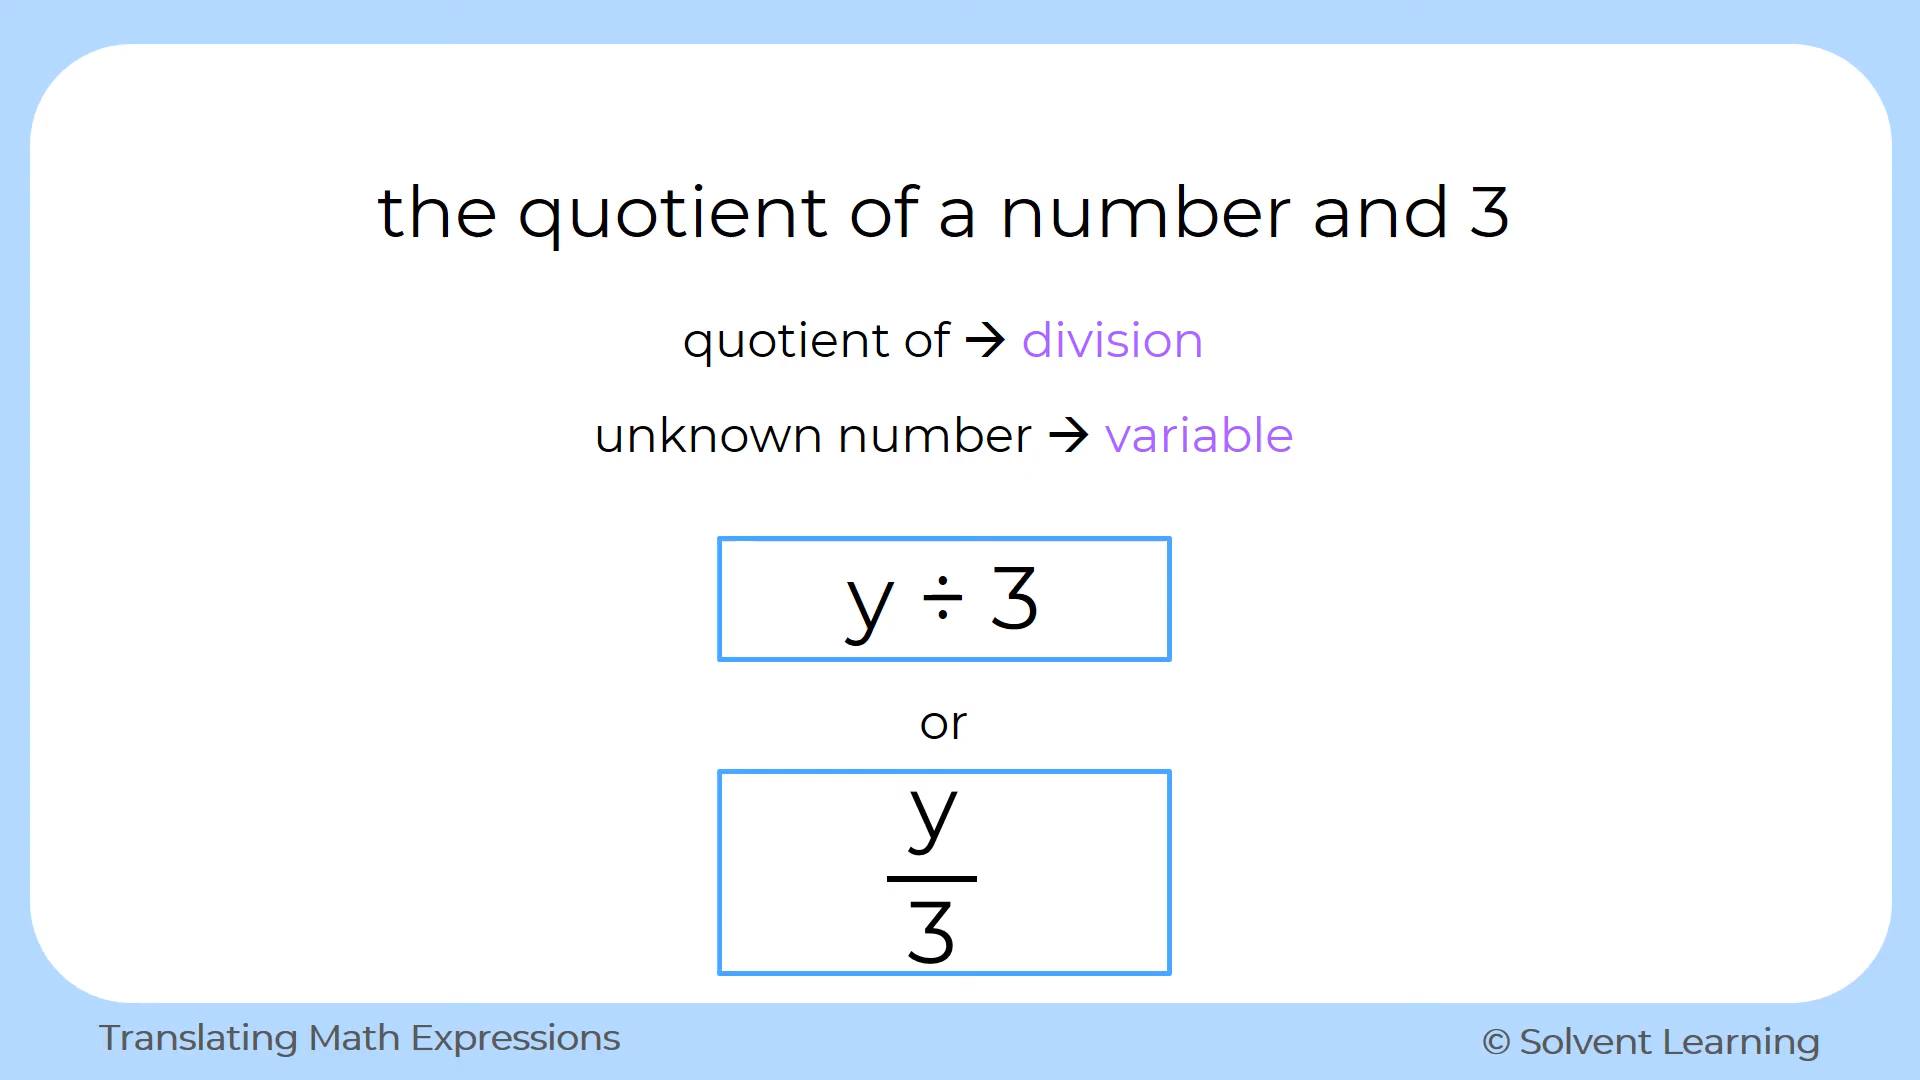 the quotient of a number and 3
quotient of → division
unknown number → variable
y ÷ 3
or
y
3
Translating Math Expressions
© Solvent Learning